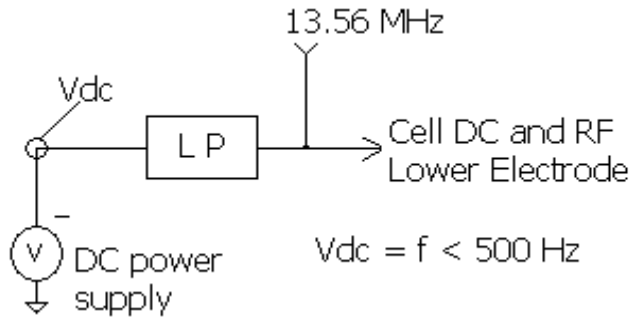 13.56 MHz
Vdc
L P
Cell DC and RF
Lower Electrode
–
V
DC power
supply
Vdc = f < 500 Hz